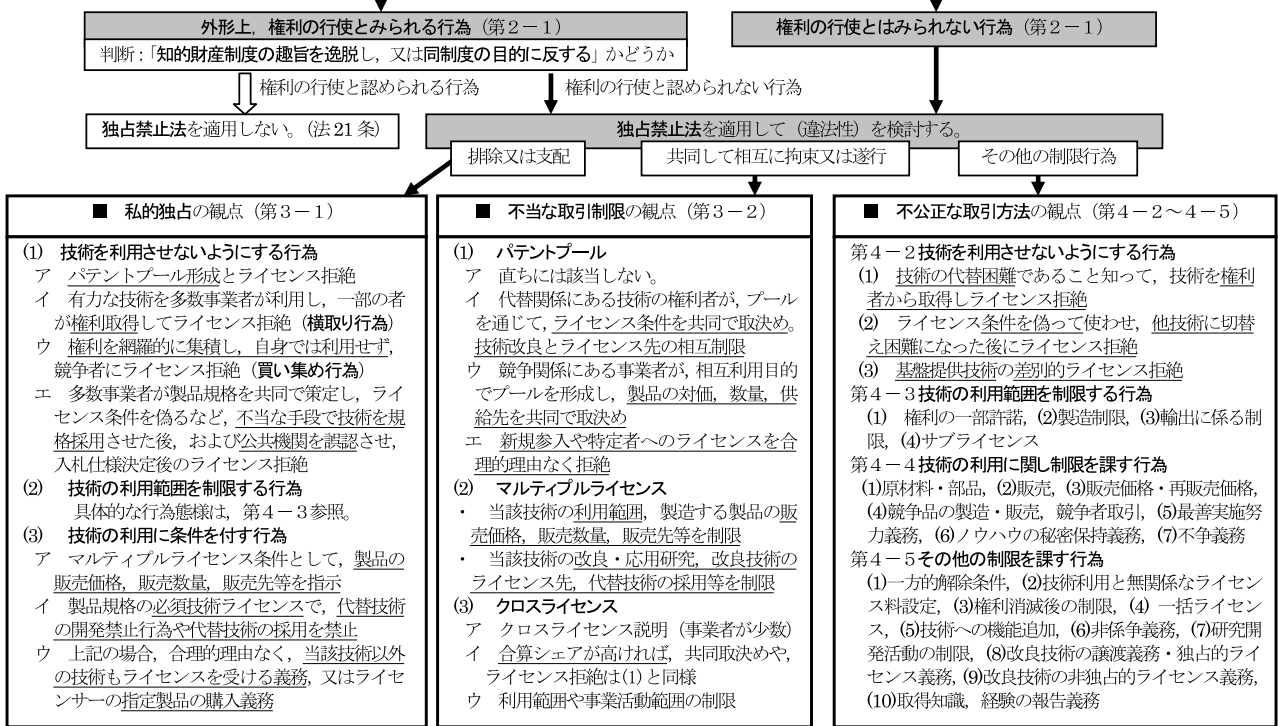 外形上，権利の行使とみられる行為（第２－１）
判断：「知的財産制度の趣旨を逸脱し，又は同制度の目的に反する」かどうか
権利の行使とはみられない行為（第２－１）
権利の行使と認められる行為
権利の行使と認められない行為
独占禁止法を適用しない。（法21条）
独占禁止法を適用して（違法性）を検討する。
排除又は支配
共同して相互に拘束又は遂行
その他の制限行為
■ 私的独占の観点（第３－１）
(1) 技術を利用させないようにする行為
ア パテントプール形成とライセンス拒絶
イ 有力な技術を多数事業者が利用し，一部の者
が権利取得してライセンス拒絶（横取り行為）
ウ 権利を網羅的に集積し，自身では利用せず，
競争者にライセンス拒絶（買い集め行為）
エ 多数事業者が製品規格を共同で策定し，ライ
センス条件を偽るなど，不当な手段で技術を規
格採用させた後，および公共機関を誤認させ，
入札仕様決定後のライセンス拒絶
(2) 技術の利用範囲を制限する行為
具体的な行為態様は，第４－３参照。
(3) 技術の利用に条件を付す行為
ア マルティプルライセンス条件として，製品の
販売価格，販売数量，販売先等を指示
イ 製品規格の必須技術ライセンスで，代替技術
の開発禁止行為や代替技術の採用を禁止
ウ 上記の場合，合理的理由なく，当該技術以外
の技術もライセンスを受ける義務，又はライセ
ンサーの指定製品の購入義務
■ 不当な取引制限の観点（第３－２）
(1) パテントプール
ア 直ちには該当しない。
イ 代替関係にある技術の権利者が，プール
を通じて，ライセンス条件を共同で取決め。
技術改良とライセンス先の相互制限
ウ 競争関係にある事業者が，相互利用目的
でプールを形成し，製品の対価，数量，供
給先を共同で取決め
エ 新規参入や特定者へのライセンスを合
理的理由なく拒絶
(2) マルティプルライセンス
・ 当該技術の利用範囲，製造する製品の販
売価格，販売数量，販売先等を制限
・ 当該技術の改良・応用研究，改良技術の
ライセンス先，代替技術の採用等を制限
(3) クロスライセンス
ア クロスライセンス説明（事業者が少数）
イ 合算シェアが高ければ，共同取決めや，
ライセンス拒絶は(1)と同様
ウ 利用範囲や事業活動範囲の制限
■ 不公正な取引方法の観点（第４－２～４－５）
第４－２技術を利用させないようにする行為
(1) 技術の代替困難であること知って，技術を権利
者から取得しライセンス拒絶
(2) ライセンス条件を偽って使わせ，他技術に切替
え困難になった後にライセンス拒絶
(3) 基盤提供技術の差別的ライセンス拒絶
第４－３技術の利用範囲を制限する行為
(1) 権利の一部許諾，(2)製造制限，(3)輸出に係る制
限，(4)サブライセンス
第４－４技術の利用に関し制限を課す行為
(1)原材料・部品，(2)販売，(3)販売価格・再販売価格，
(4)競争品の製造・販売，競争者取引，(5)最善実施努
力義務，(6)ノウハウの秘密保持義務，(7)不争義務
第４－５その他の制限を課す行為
(1)一方的解除条件，(2)技術利用と無関係なライセン
ス料設定，(3)権利消滅後の制限，(4) 一括ライセン
ス，(5)技術への機能追加，(6)非係争義務，(7)研究開
発活動の制限，(8)改良技術の譲渡義務・独占的ライ
センス義務，(9)改良技術の非独占的ライセンス義務，
(10)取得知識，経験の報告義務